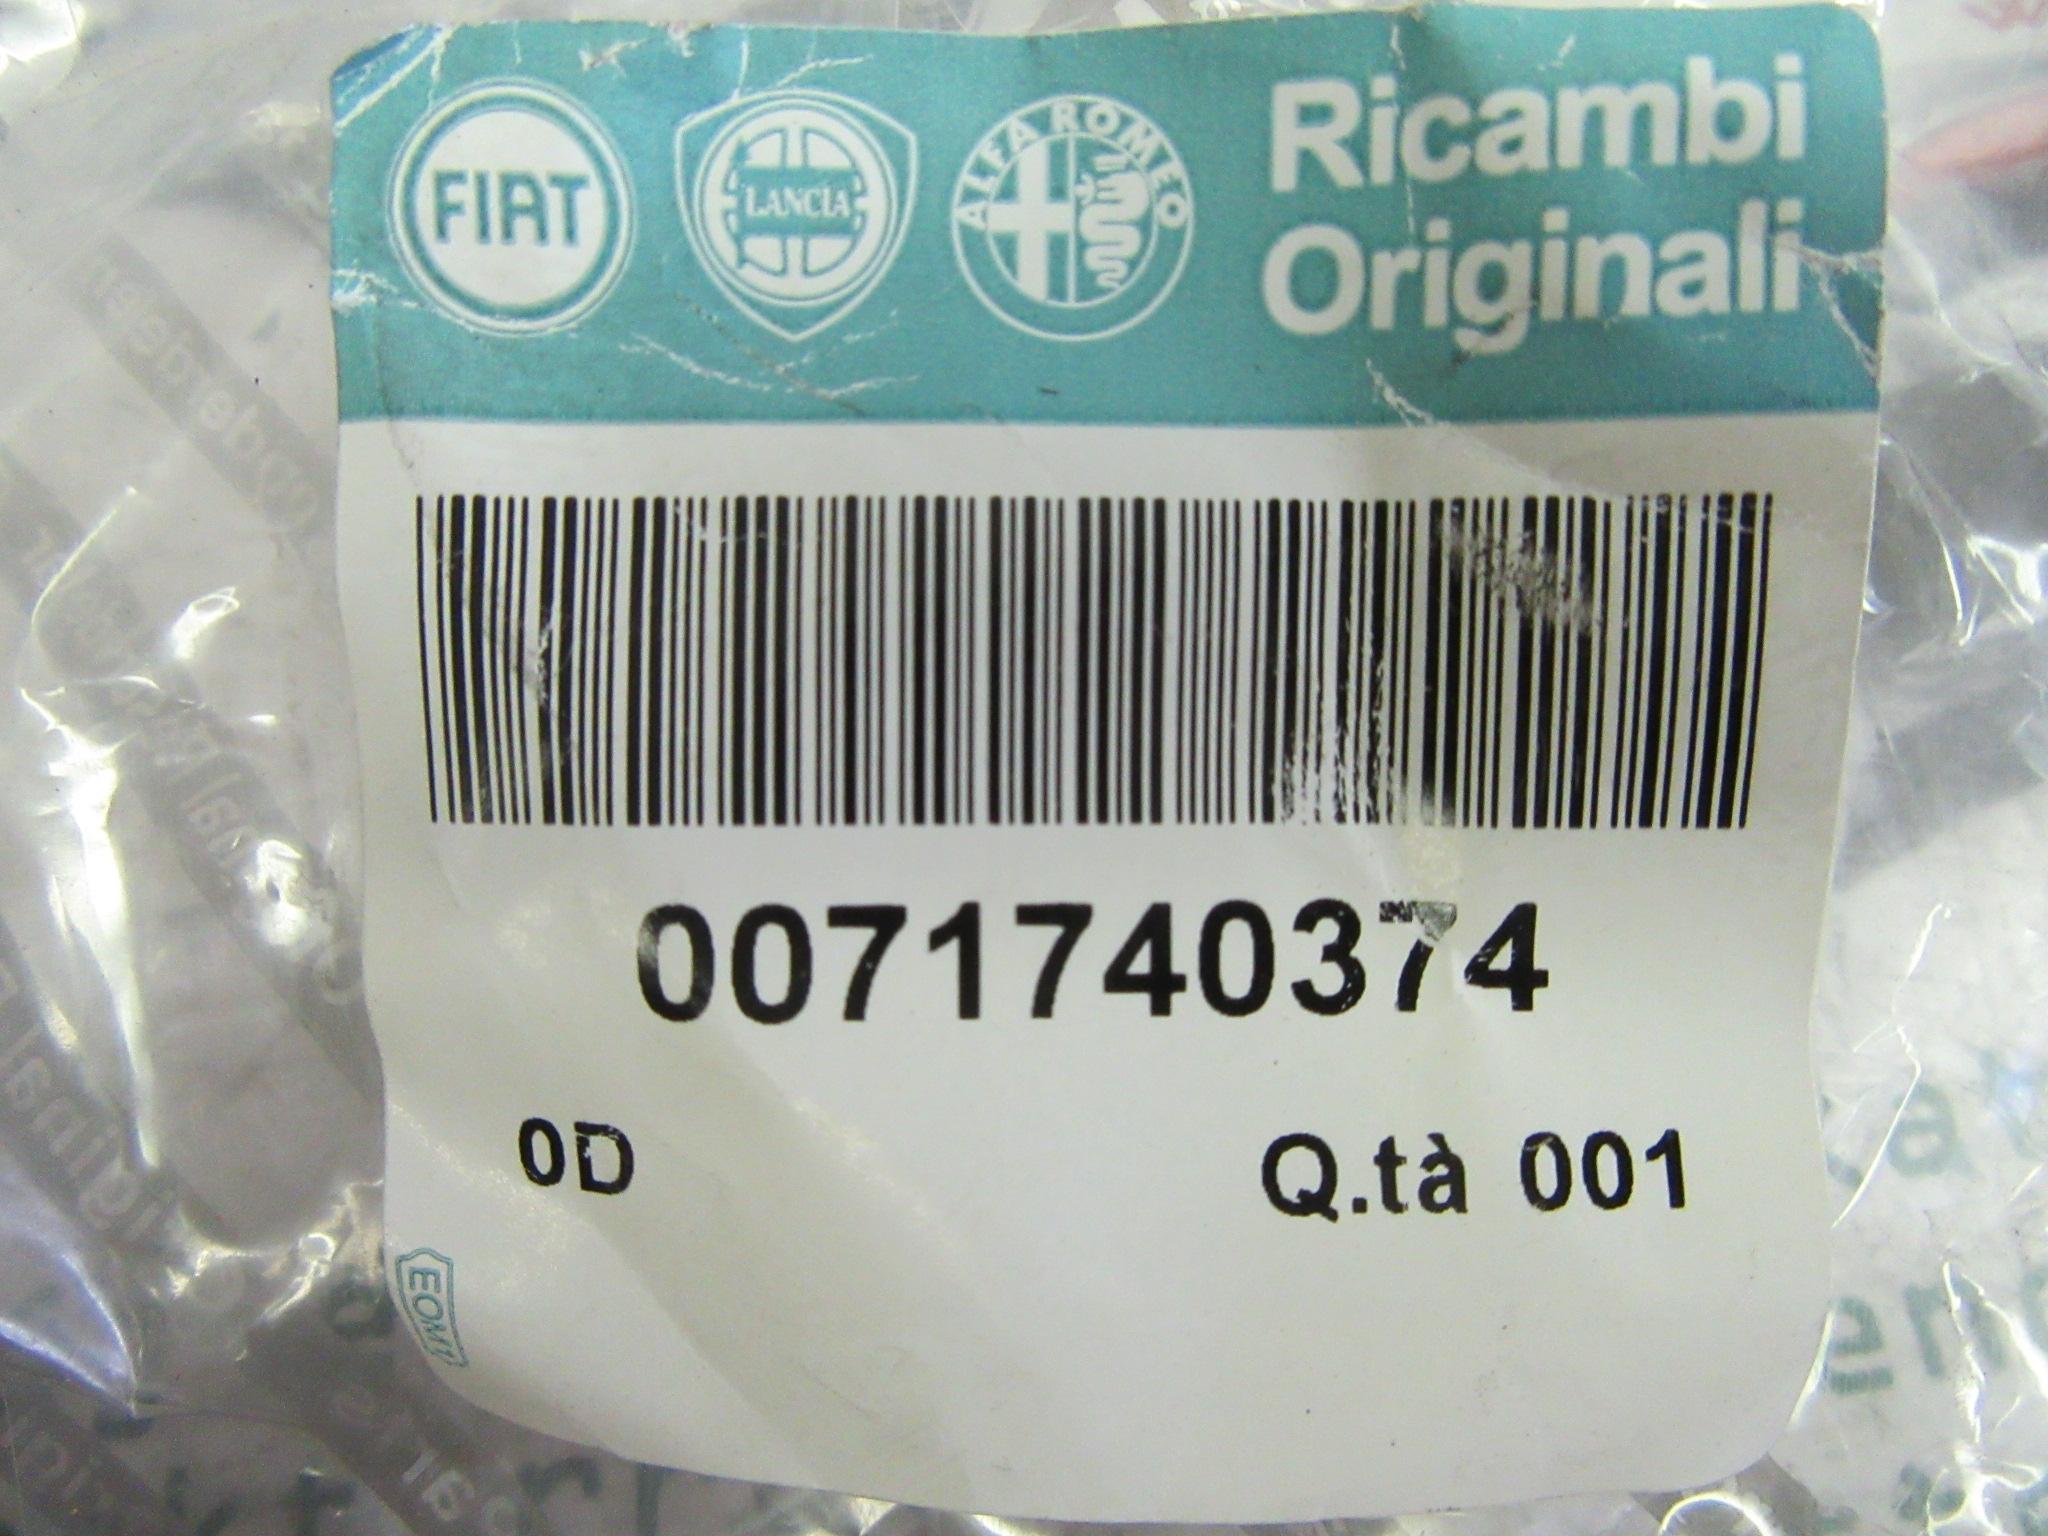 FIAT
LANCIA
ALFA ROMEO
Ricambi
Originali
0071740374
0D
Q.tà 001